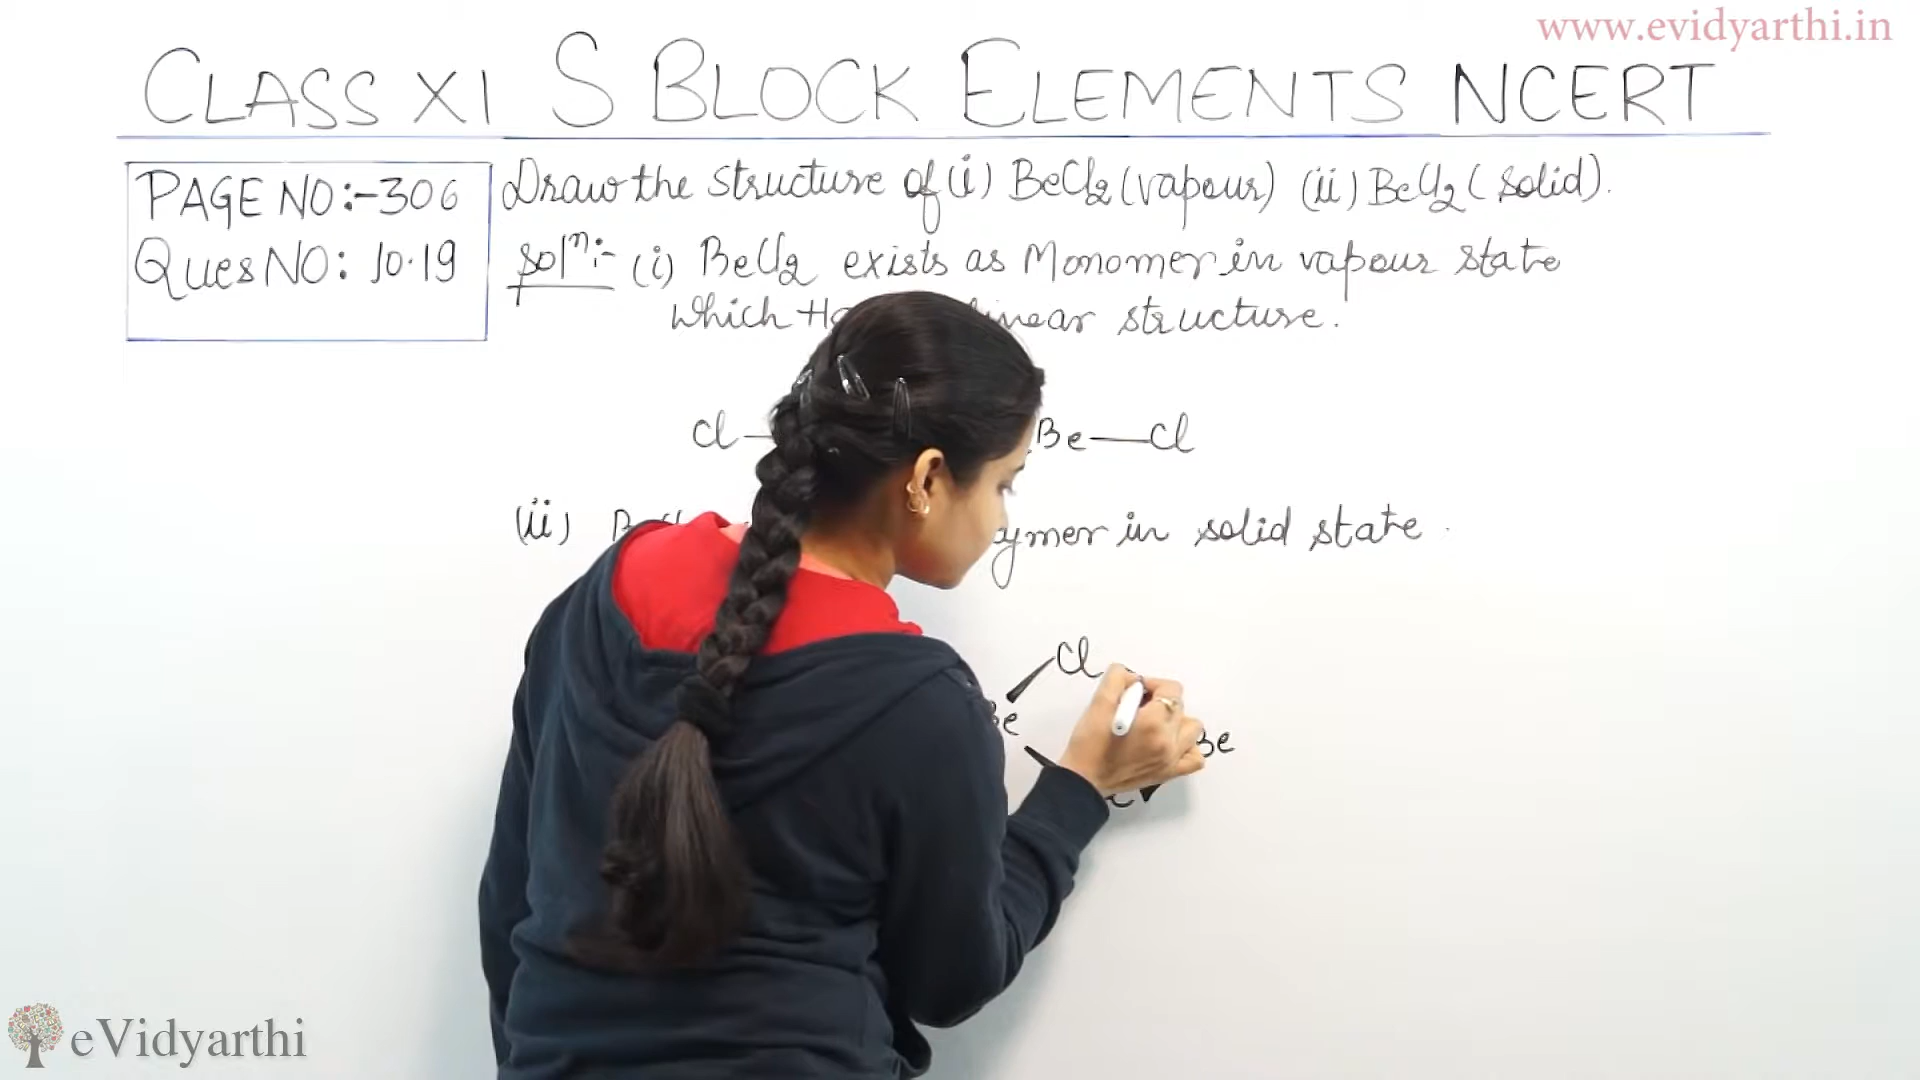 www.evidyarthi.in
CLASS XI S BLOCK ELEMENTS NCERT
PAGE NO:-306
QUES NO: 10.19
Draw the structure of (i) BeCl2 (vapour) (ii) BeCl2 (solid).
Solⁿ:- (i) BeCl2 exists as Monomer in vapour state
which linear structure.
Cl — Be — Cl
(ii) in solid state.
Cl
Be
Be
eVidyarthi